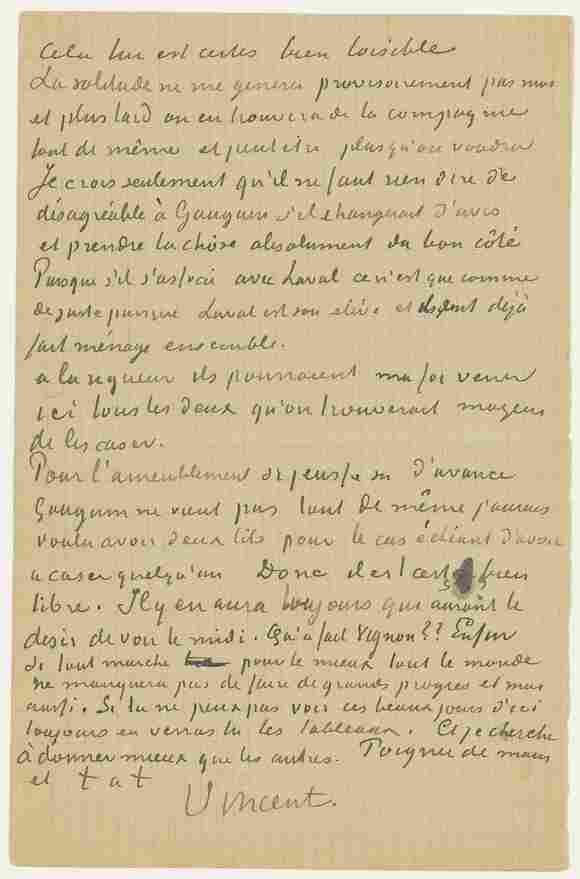 Cela lui est certes bien loisible
La solitude ne me genera provisoirement pas moi
et plus tard on en trouvera de la compagnie
tout de même et peut etre plus qu'on voudra
Je crois seulement qu'il ne faut rien dire de
désagréable à Gauguin s'il changeait d'avis
et prendre la chose absolument du bon côté
Puisque s'il s'associe avec Laval ce n'est que comme
de juste puisque Laval est son elève et ils ont déjà
fait ménage ensemble.
a la rigueur ils pourraient ma foi venir
ici tous les deux qu'on trouverait moyen
de les caser.
Pour l'ameublement si j'eusse su d'avance
Gauguin ne vient pas tout de même j'aurais
voulu avoir deux lits pour le cas échéant d'avoir
a caser quelqu'un Donc il est bien
libre. Il y en aura toujours qui auront le
desir de voir le midi. Qu'a fait Vignon?? Enfin
si tout marche pour le mieux tout le monde
ne manquera pas de faire de grands progres et moi
aussi. Si tu ne peux pas voir ces beaux jours d'ici
toujours en verras tu les tableaux. Et je cherche
à donner mieux que les autres. Poignee de main
et t a t
Vincent.